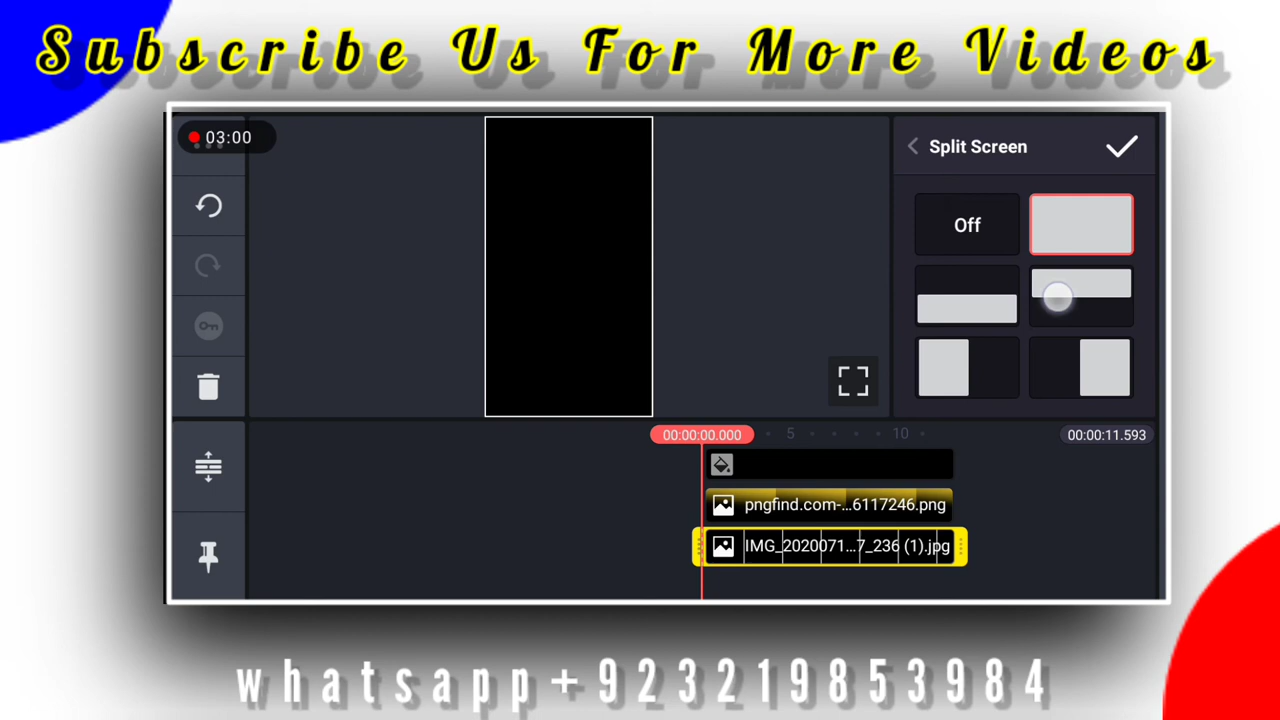 Subscribe Us For More Videos
03:00
Split Screen
Off
00:00:00.000
5
10
00:00:11.593
pngfind.com-...6117246.png
IMG_2020071...7_236 (1).jpg
whatsapp+923219853984